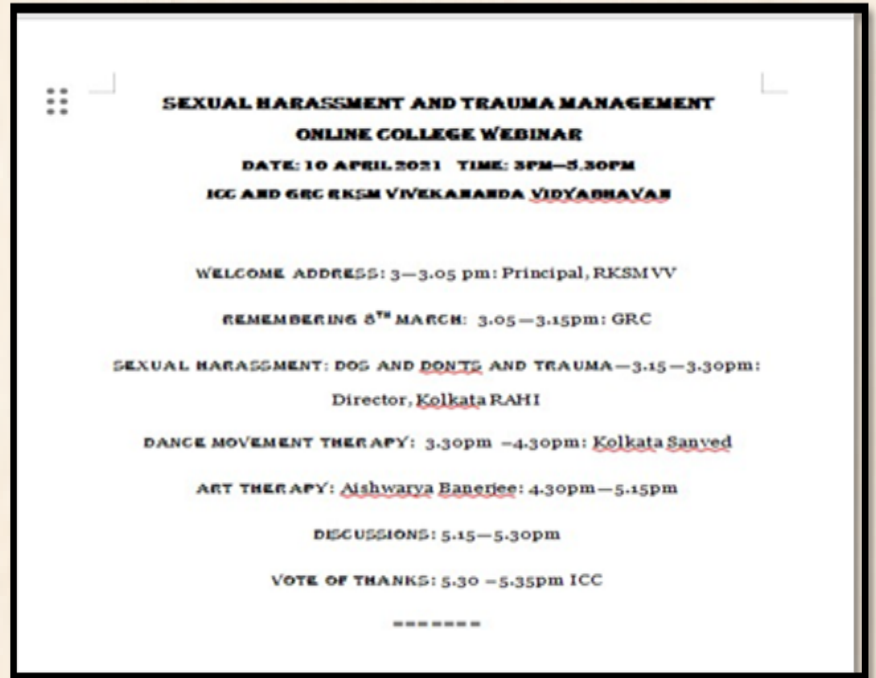 SEXUAL HARASSMENT AND TRAUMA MANAGEMENT
ONLINE COLLEGE WEBINAR
DATE: 10 APRIL 2021 TIME: 3PM—5.30PM
ICC AND GRC RKSM VIVEKANANDA VIDYABHAVAN
WELCOME ADDRESS: 3—3.05 pm: Principal, RKSMVV
REMEMBERING 8TH MARCH: 3.05—3.15pm: GRC
SEXUAL HARASSMENT: DOS AND DON'TS AND TRAUMA—3.15—3.30pm:
Director, Kolkata RAHI
DANCE MOVEMENT THERAPY: 3.30pm –4.30pm: Kolkata Sanved
ART THERAPY: Aishwarya Banerjee: 4.30pm—5.15pm
DISCUSSIONS: 5.15—5.30pm
VOTE OF THANKS: 5.30 –5.35pm ICC
=======